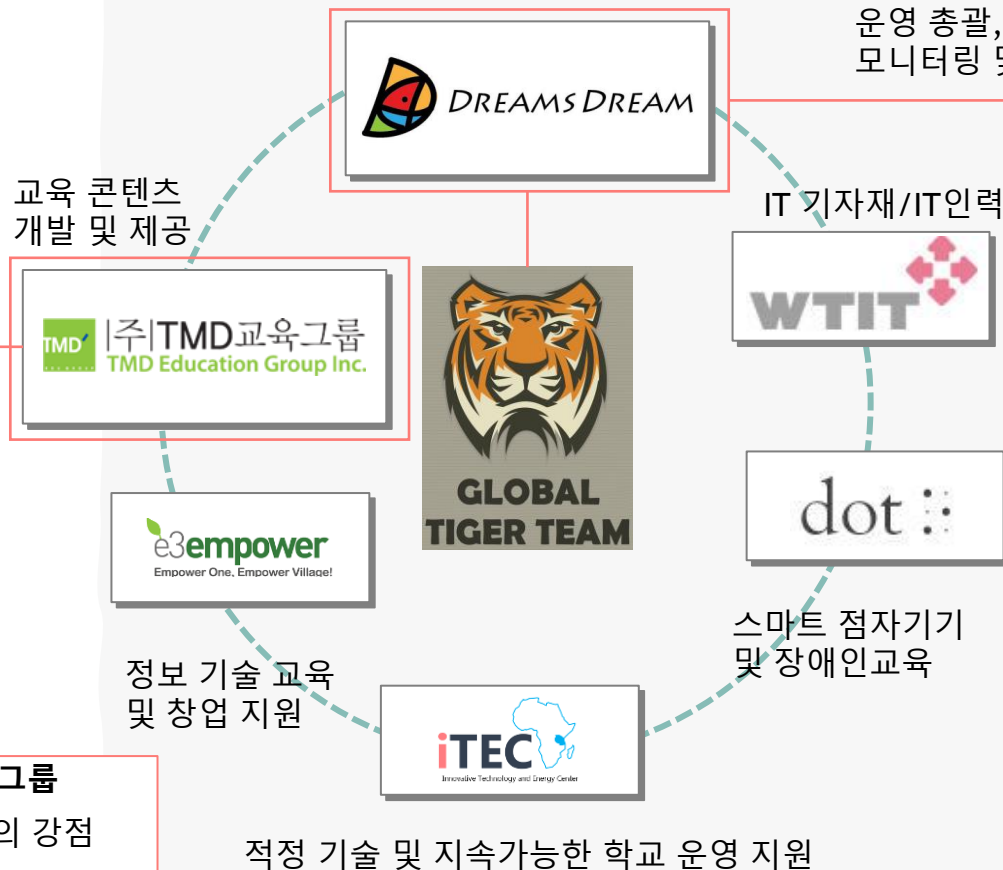 운영 총괄,
모니터링 및
DREAMSDREAM
교육 콘텐츠
개발 및 제공
IT 기자재/IT인력
WTIT
TMD
|주|TMD교육그룹
TMD Education Group Inc.
GLOBAL
TIGER TEAM
dot
e3empower
Empower One, Empower Village!
스마트 점자기기
및 장애인교육
정보 기술 교육
및 창업 지원
iTEC
Innovative Technology and Energy Center
그룹
의 강점
적정 기술 및 지속가능한 학교 운영 지원